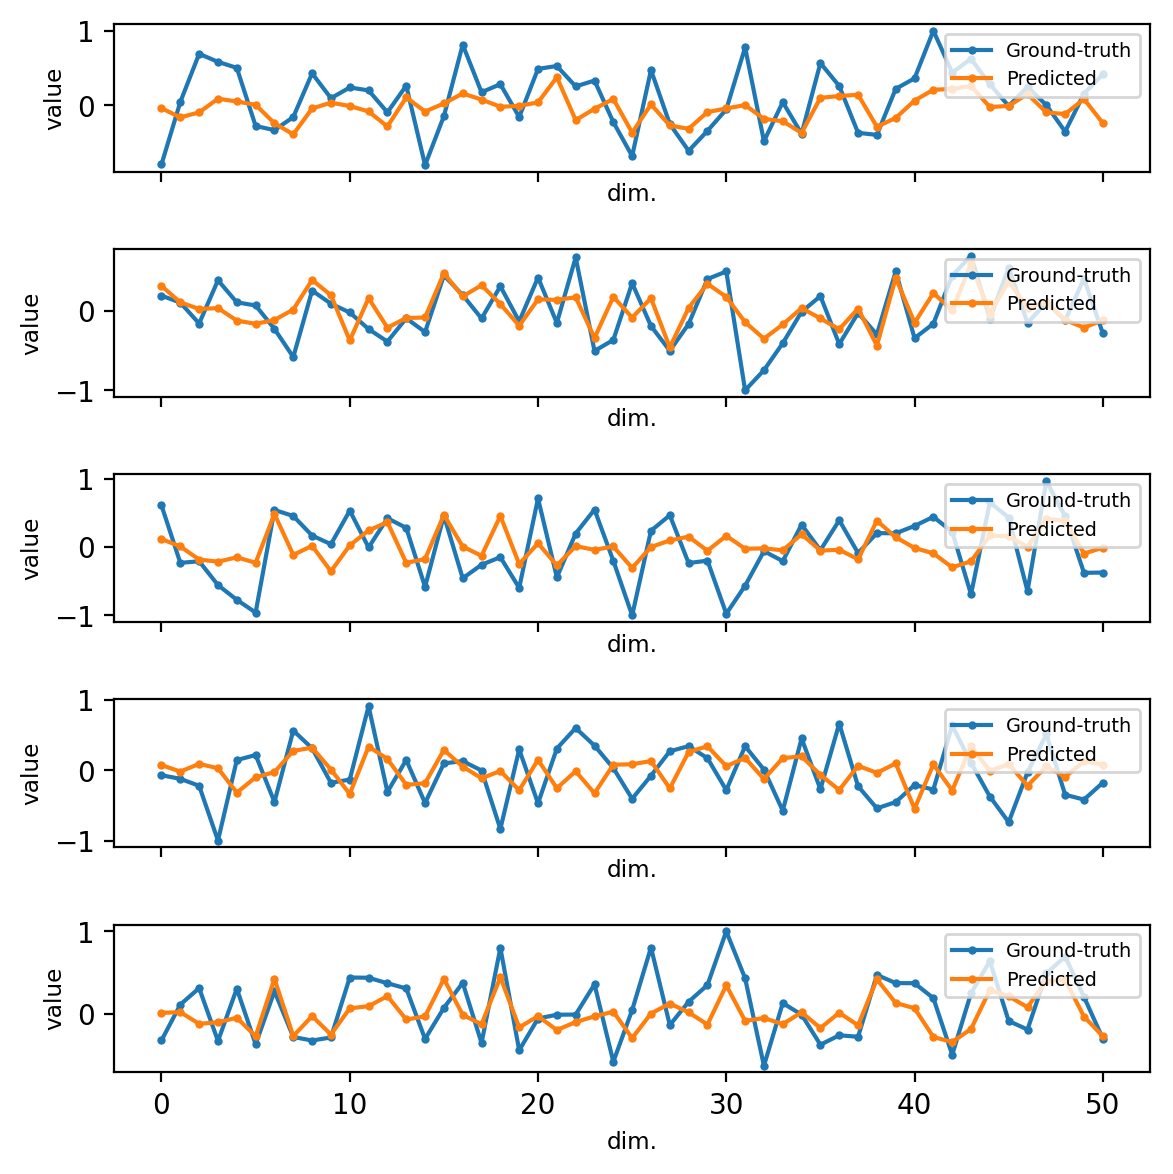 1
0
value
Ground-truth
Predicted
dim.
0
−1
value
Ground-truth
Predicted
dim.
1
0
−1
value
Ground-truth
Predicted
dim.
1
0
−1
value
Ground-truth
Predicted
dim.
1
0
value
Ground-truth
Predicted
0 10 20 30 40 50
dim.